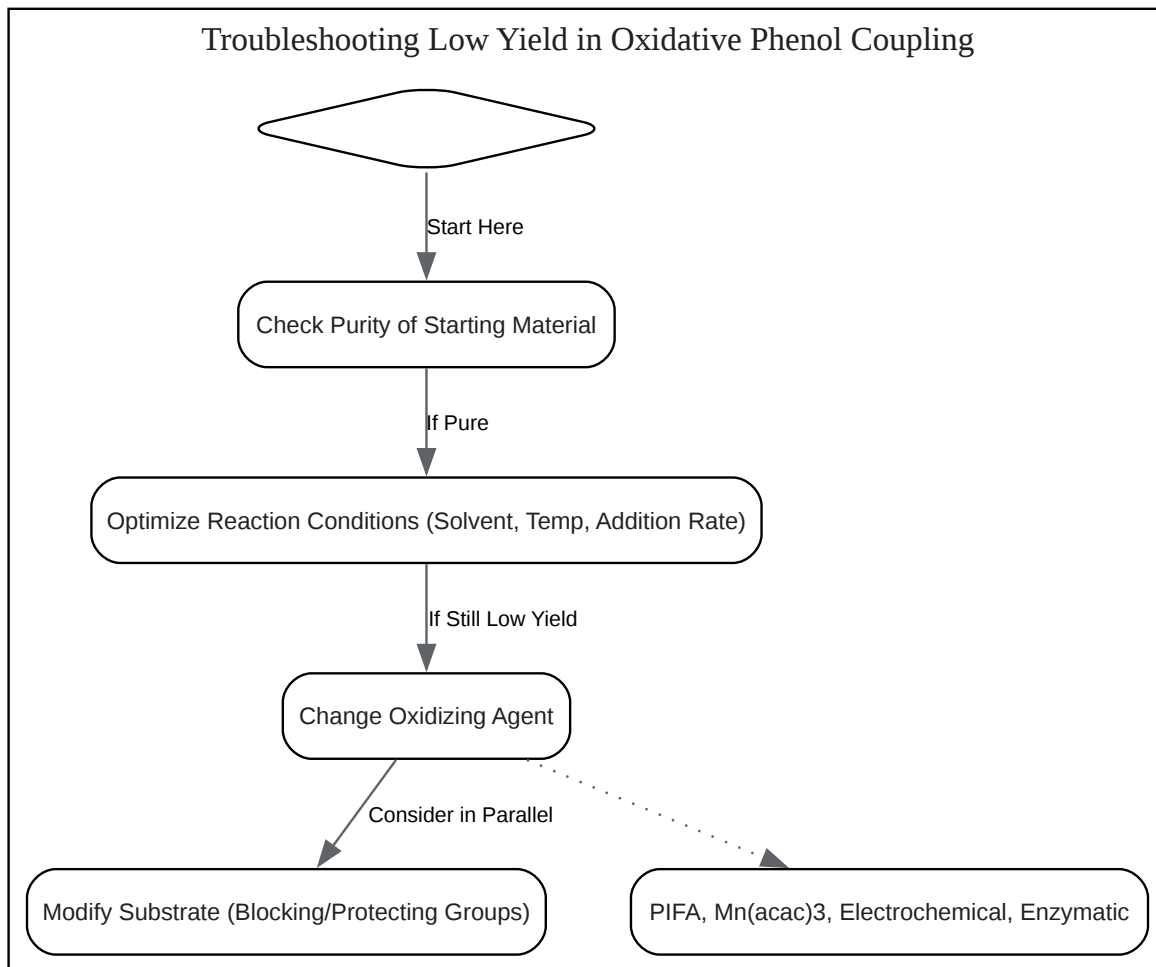 Troubleshooting Low Yield in Oxidative Phenol Coupling
Start Here
Check Purity of Starting Material
If Pure
Optimize Reaction Conditions (Solvent, Temp, Addition Rate)
If Still Low Yield
Change Oxidizing Agent
Consider in Parallel
Modify Substrate (Blocking/Protecting Groups)
PIFA, Mn(acac)3, Electrochemical, Enzymatic